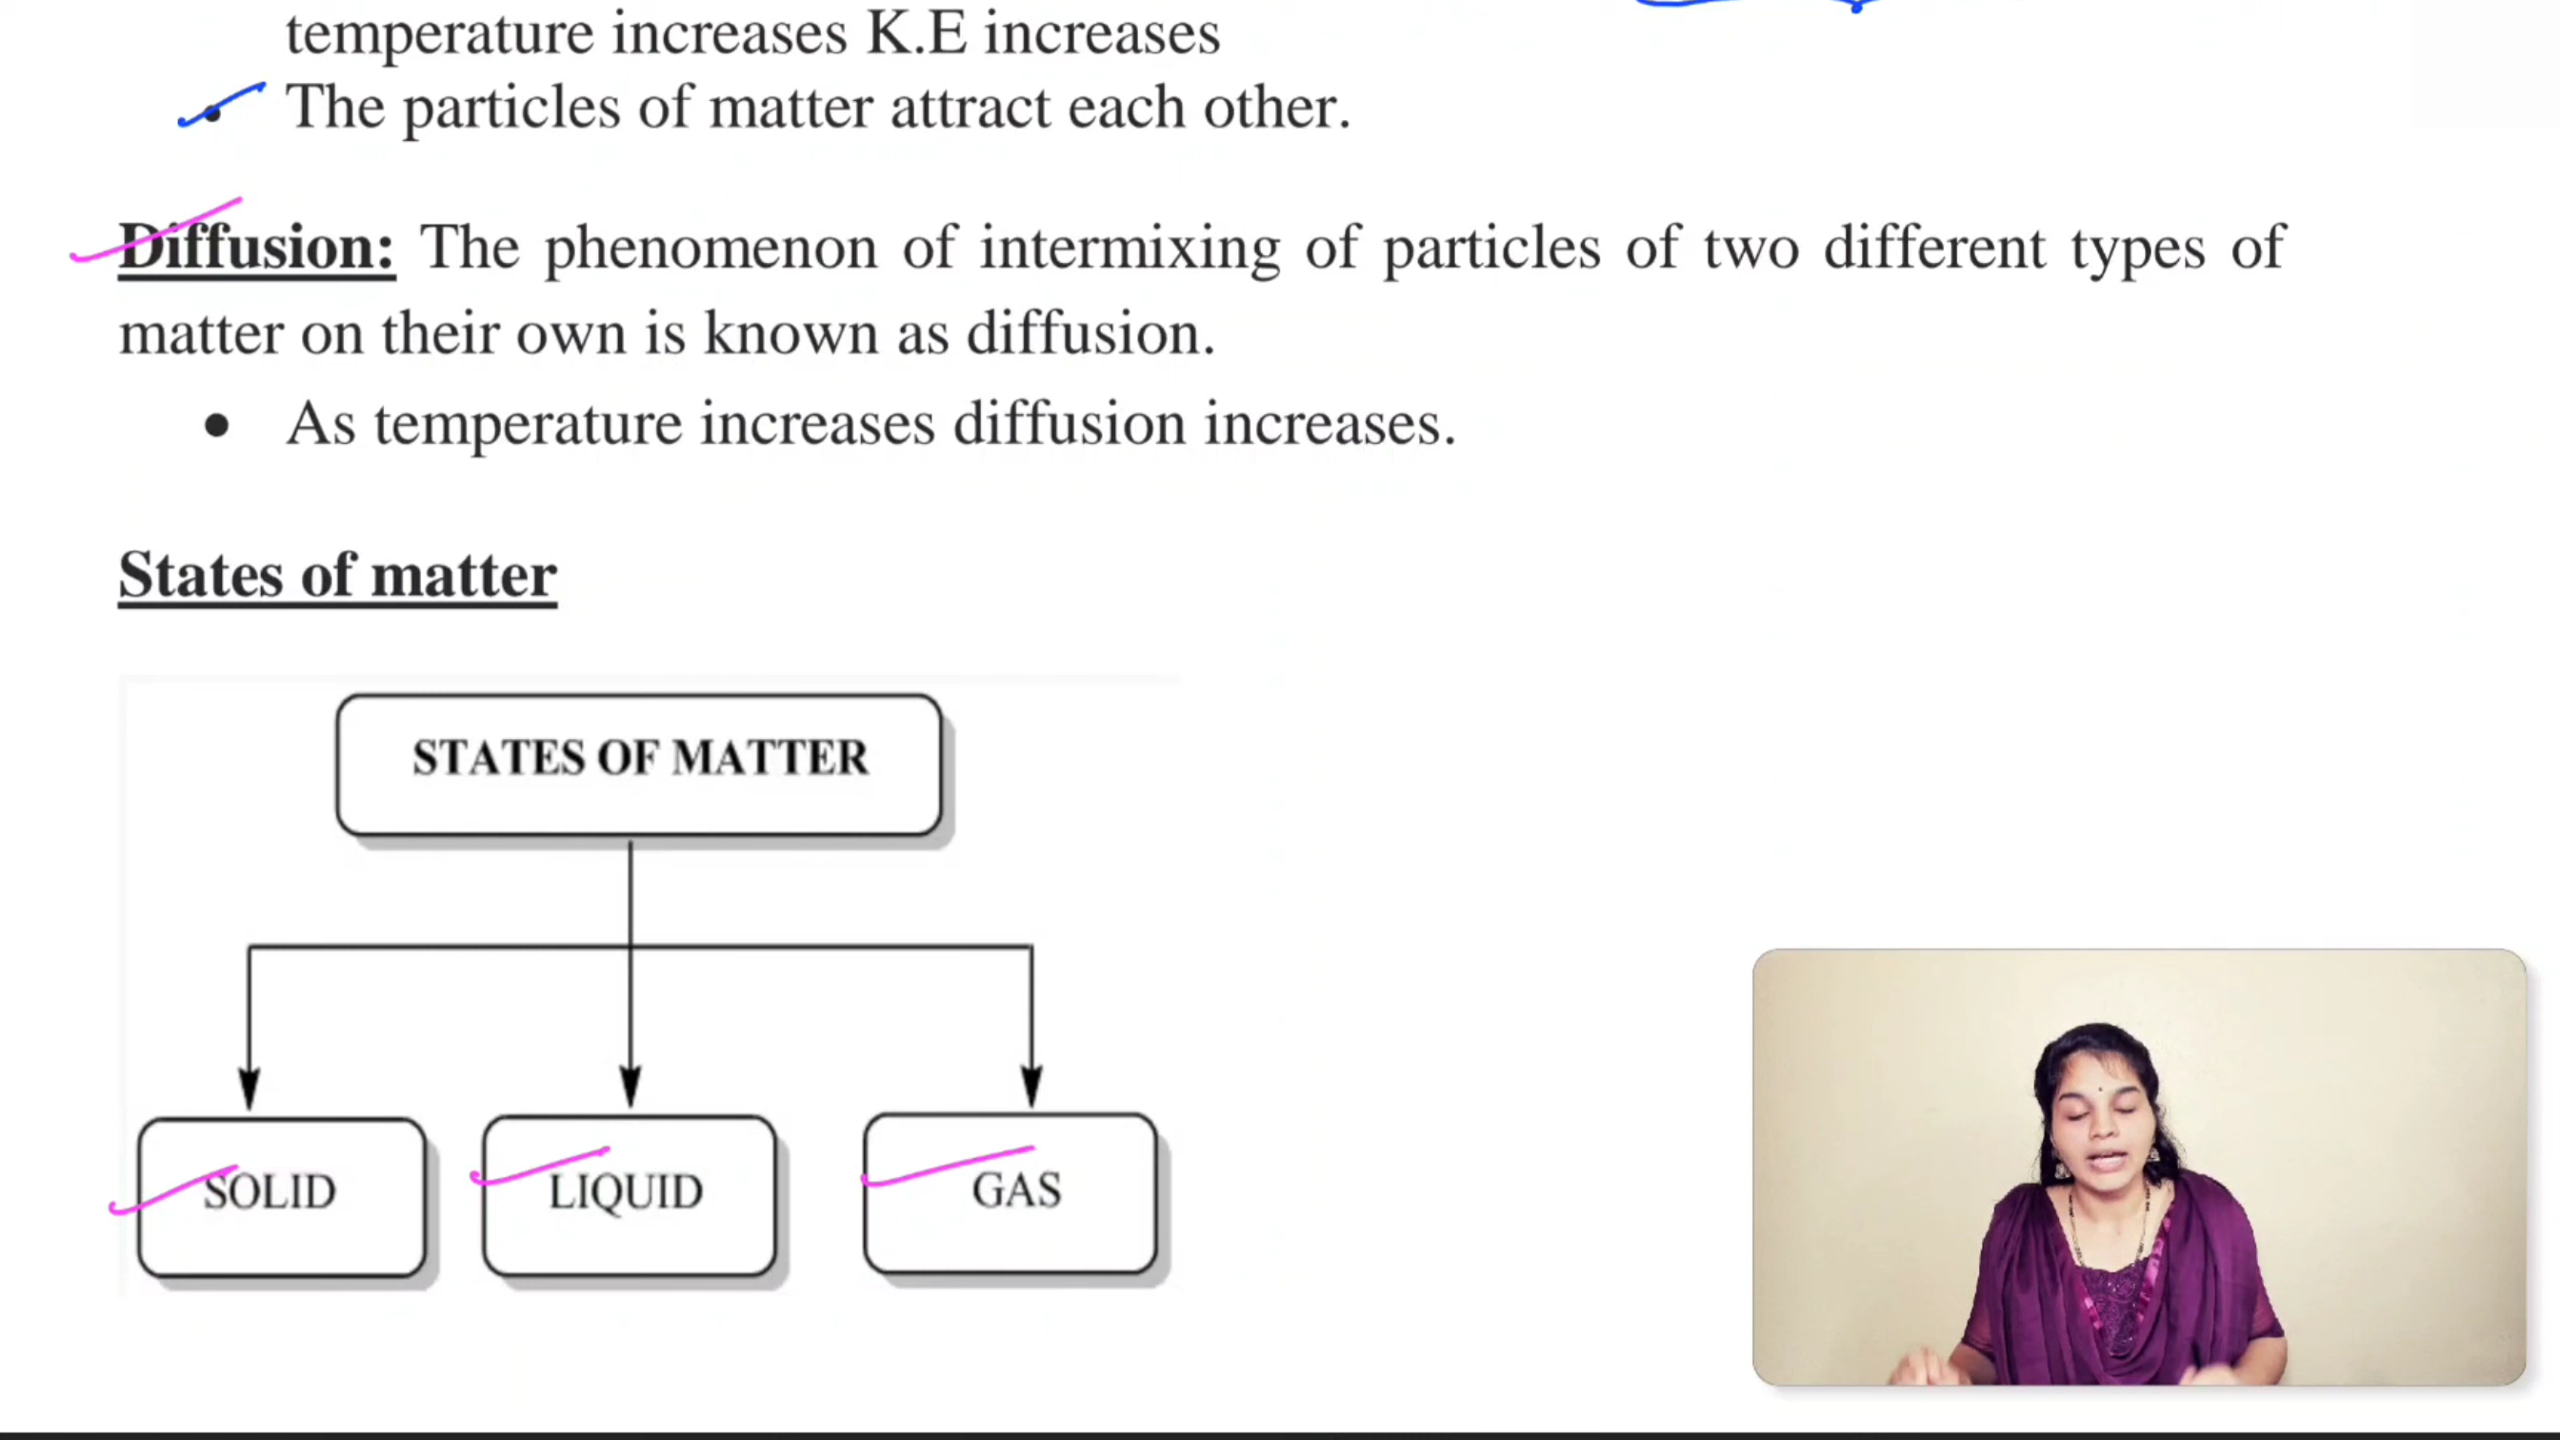 temperature increases K.E increases
• The particles of matter attract each other.
Diffusion: The phenomenon of intermixing of particles of two different types of
matter on their own is known as diffusion.
• As temperature increases diffusion increases.
States of matter
STATES OF MATTER
SOLID
LIQUID
GAS